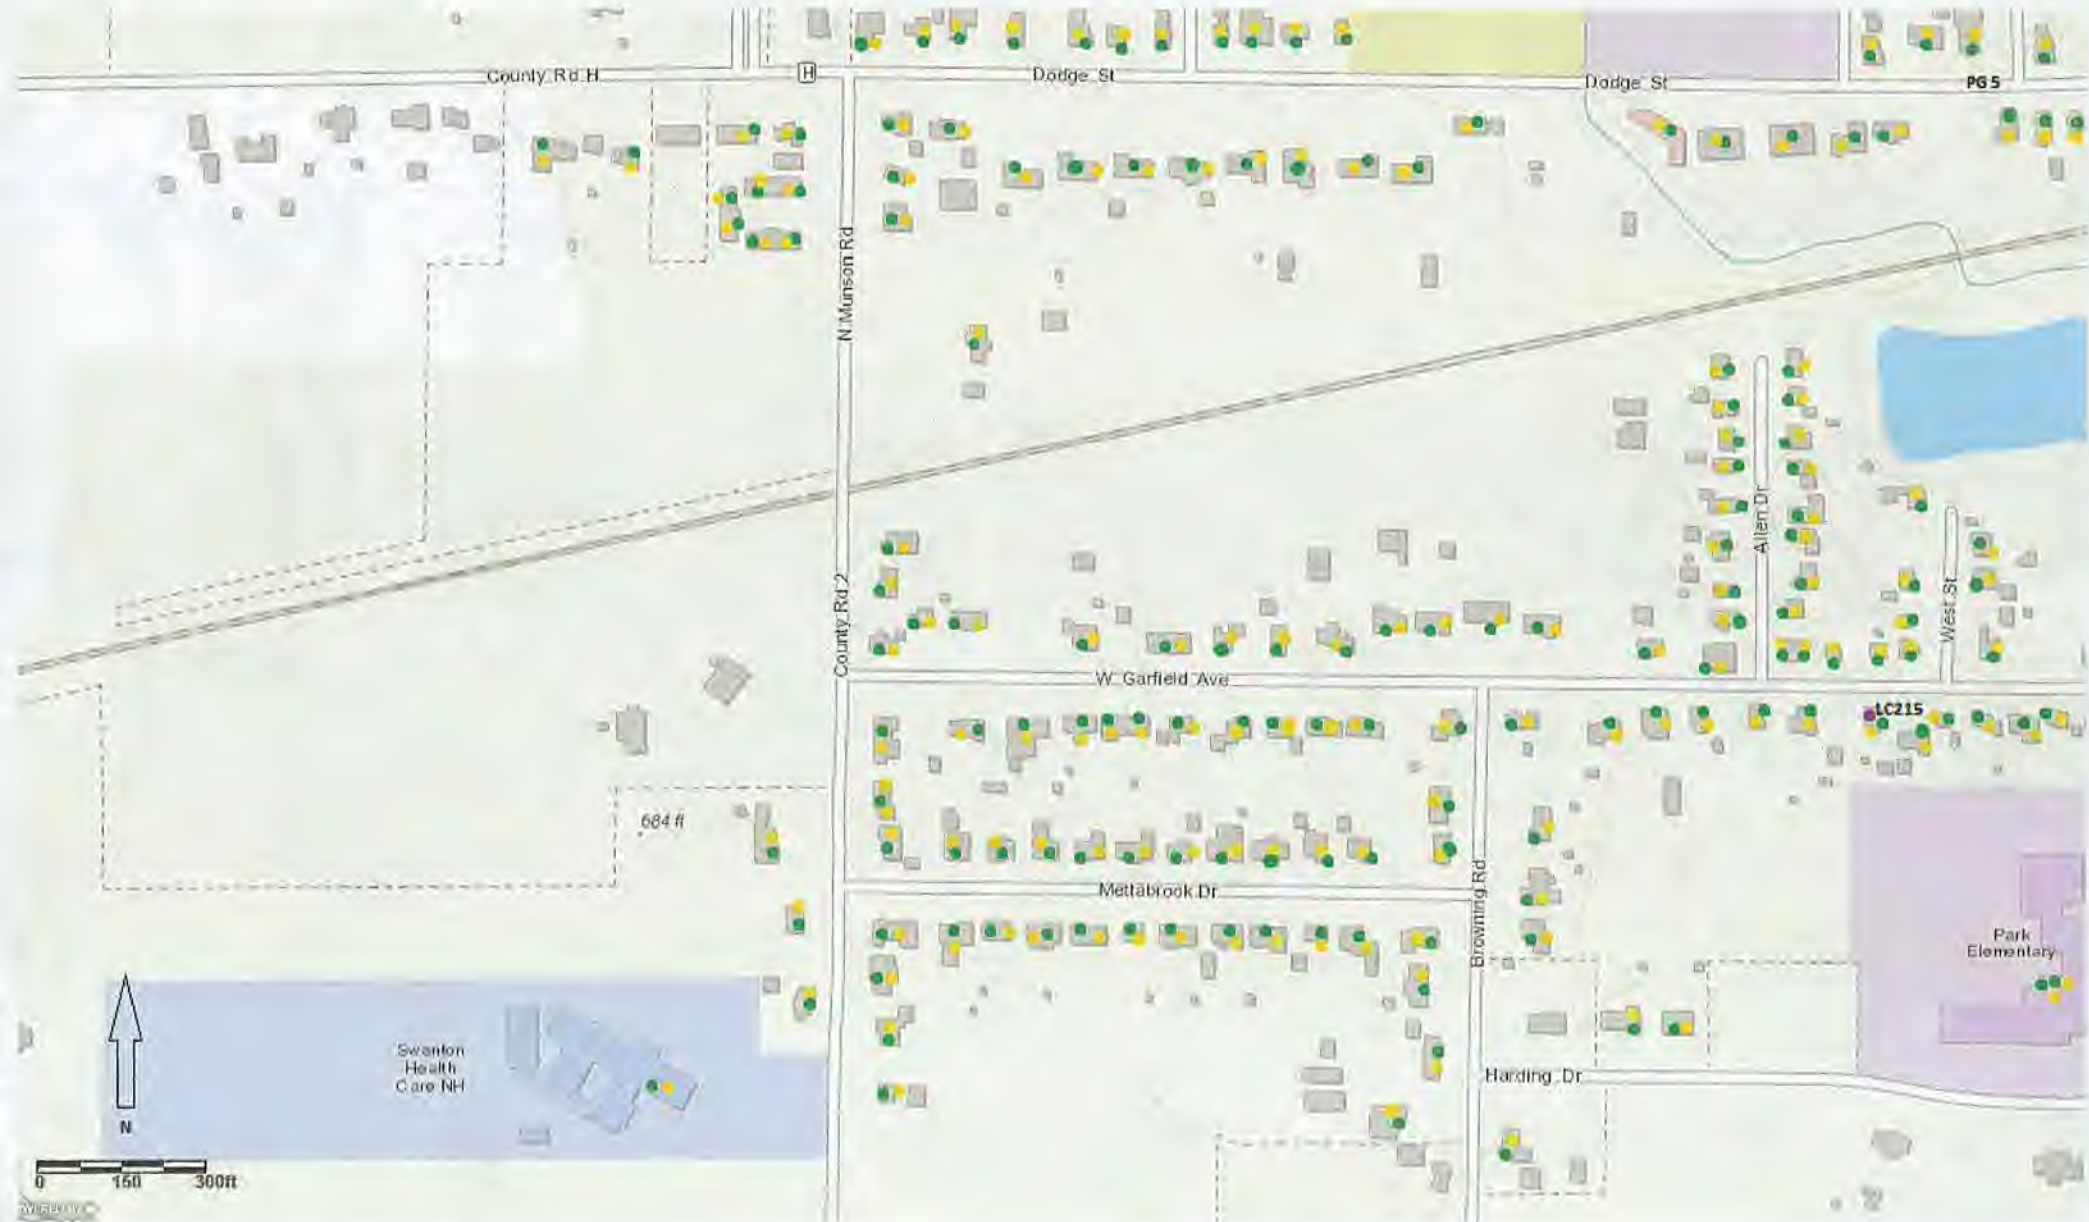 County Rd H
H
Dodge St
Dodge St
PG 5
N Munson Rd
Allen Dr
County Rd 2
West St
W Garfield Ave
LC215
684 ft
Mettabrook Dr
Browning Rd
Park
Elementary
Swanton
Health
Care NH
Harding Dr
N
0 150 300ft